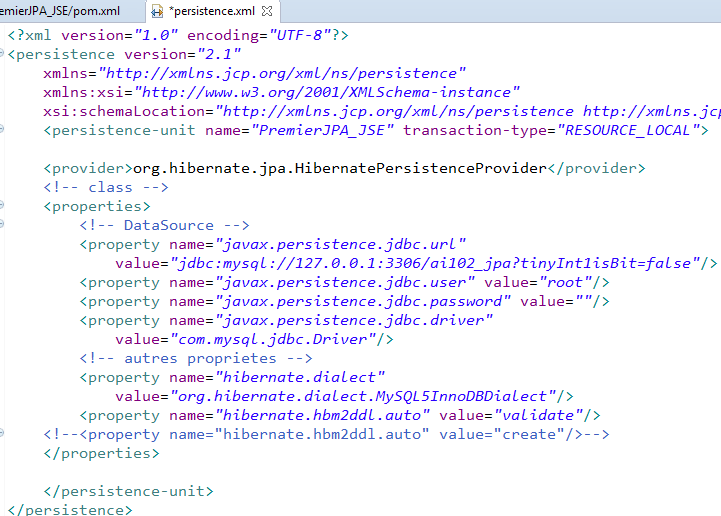 remierJPA_JSE/pom.xml *persistence.xml
<?xml version="1.0" encoding="UTF-8"?>
<persistence version="2.1"
xmlns="http://xmlns.jcp.org/xml/ns/persistence"
xmlns:xsi="http://www.w3.org/2001/XMLSchema-instance"
xsi:schemaLocation="http://xmlns.jcp.org/xml/ns/persistence http://xmlns.jcp
<persistence-unit name="PremierJPA_JSE" transaction-type="RESOURCE_LOCAL">
<provider>org.hibernate.jpa.HibernatePersistenceProvider</provider>
<!-- class -->
<properties>
<!-- DataSource -->
<property name="javax.persistence.jdbc.url"
value="jdbc:mysql://127.0.0.1:3306/ai102_jpa?tinyInt1isBit=false"/>
<property name="javax.persistence.jdbc.user" value="root"/>
<property name="javax.persistence.jdbc.password" value=""/>
<property name="javax.persistence.jdbc.driver"
value="com.mysql.jdbc.Driver"/>
<!-- autres proprietes -->
<property name="hibernate.dialect"
value="org.hibernate.dialect.MySQL5InnoDBDialect"/>
<property name="hibernate.hbm2ddl.auto" value="validate"/>
<!--<property name="hibernate.hbm2ddl.auto" value="create"/>-->
</properties>
</persistence-unit>
</persistence>